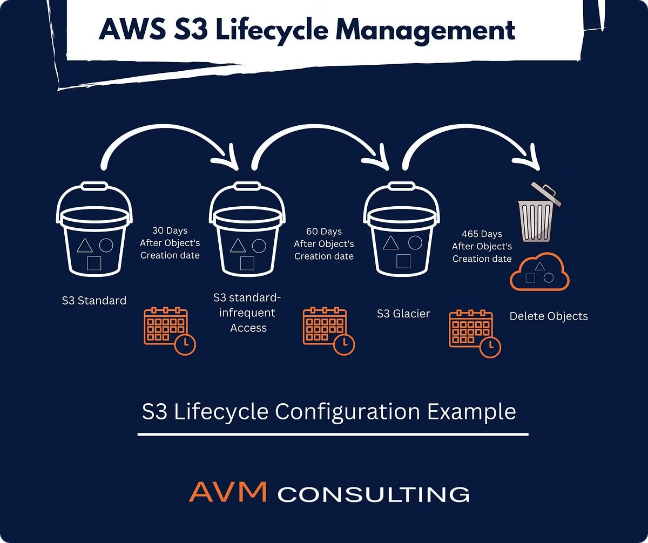 AWS S3 Lifecycle Management
30 Days
After Object's
Creation date
60 Days
After Object's
Creation date
465 Days
After Object's
Creation date
S3 Standard
S3 standard-
infrequent
Access
S3 Glacier
Delete Objects
S3 Lifecycle Configuration Example
AVM CONSULTING